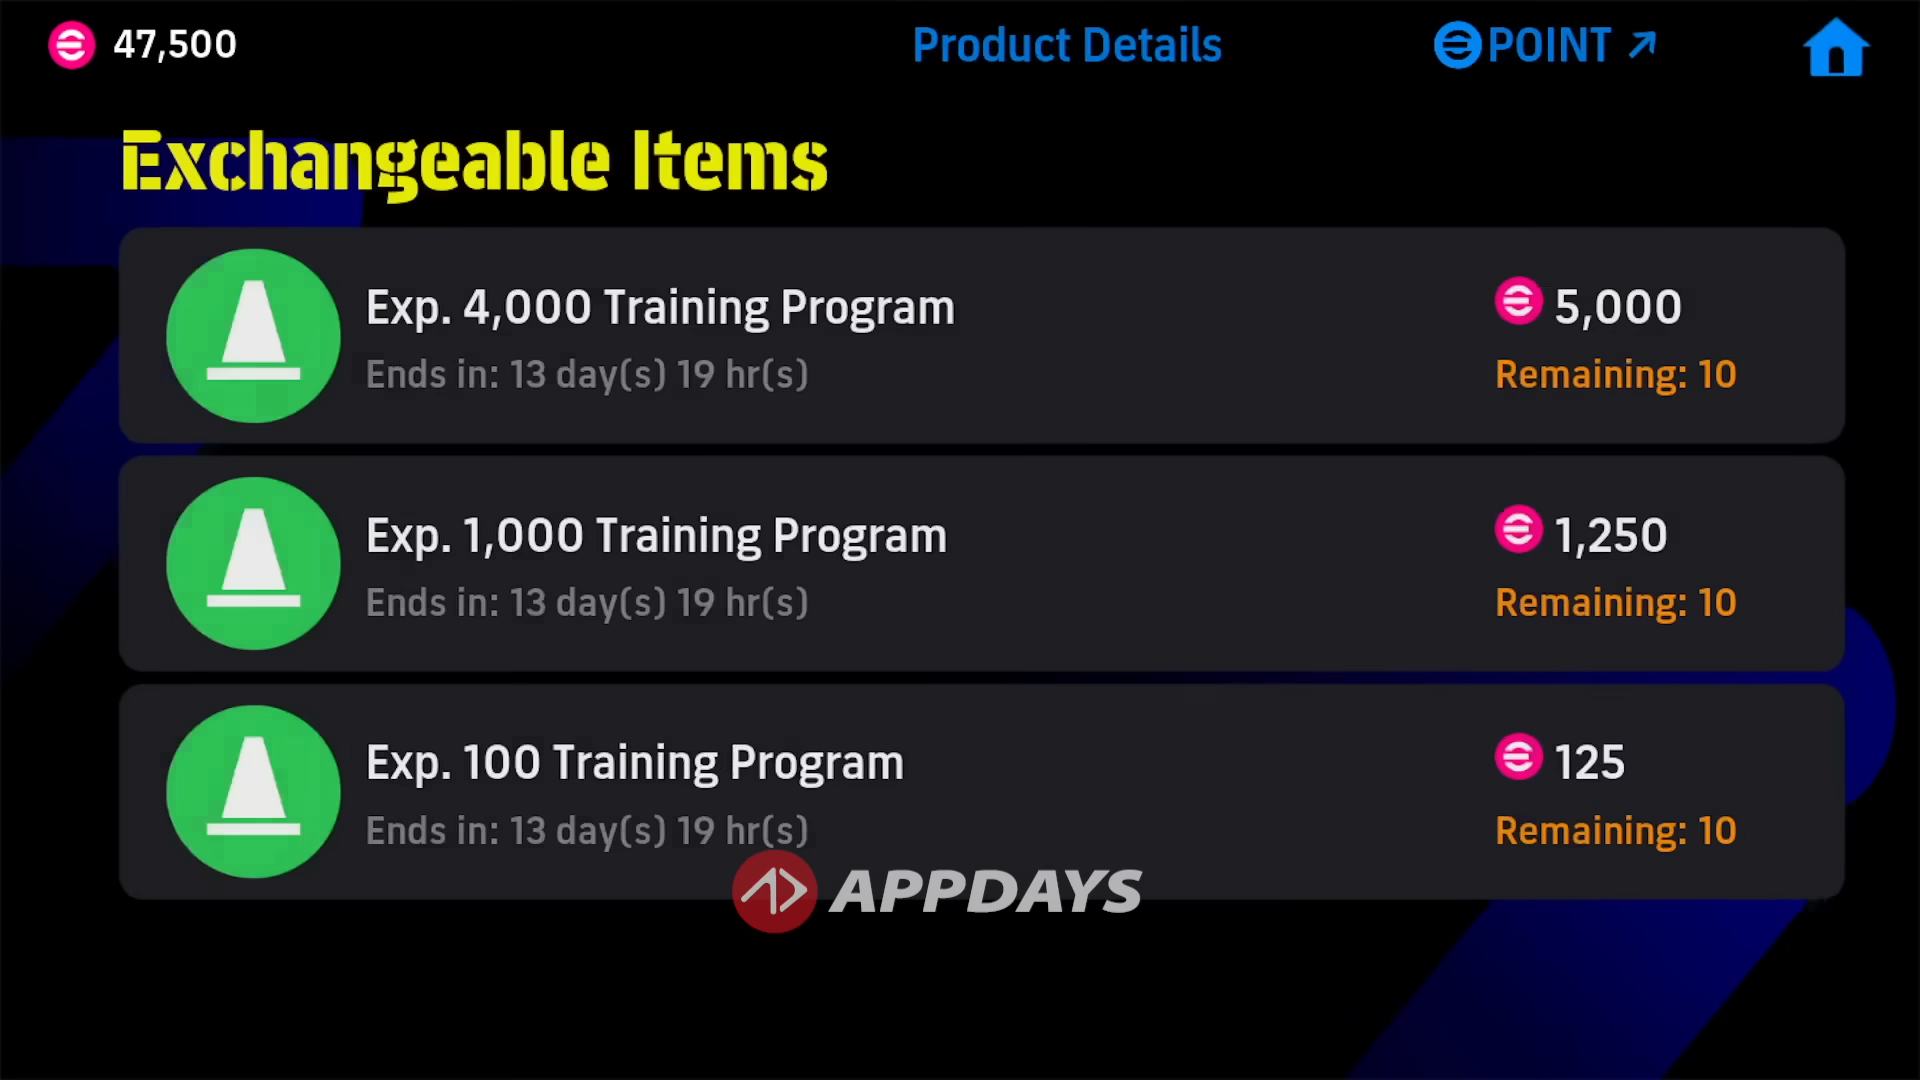 47,500
Product Details
POINT
Exchangeable Items
Exp. 4,000 Training Program
5,000
Ends in: 13 day(s) 19 hr(s)
Remaining: 10
Exp. 1,000 Training Program
1,250
Ends in: 13 day(s) 19 hr(s)
Remaining: 10
Exp. 100 Training Program
125
Ends in: 13 day(s) 19 hr(s)
Remaining: 10
APPDAYS